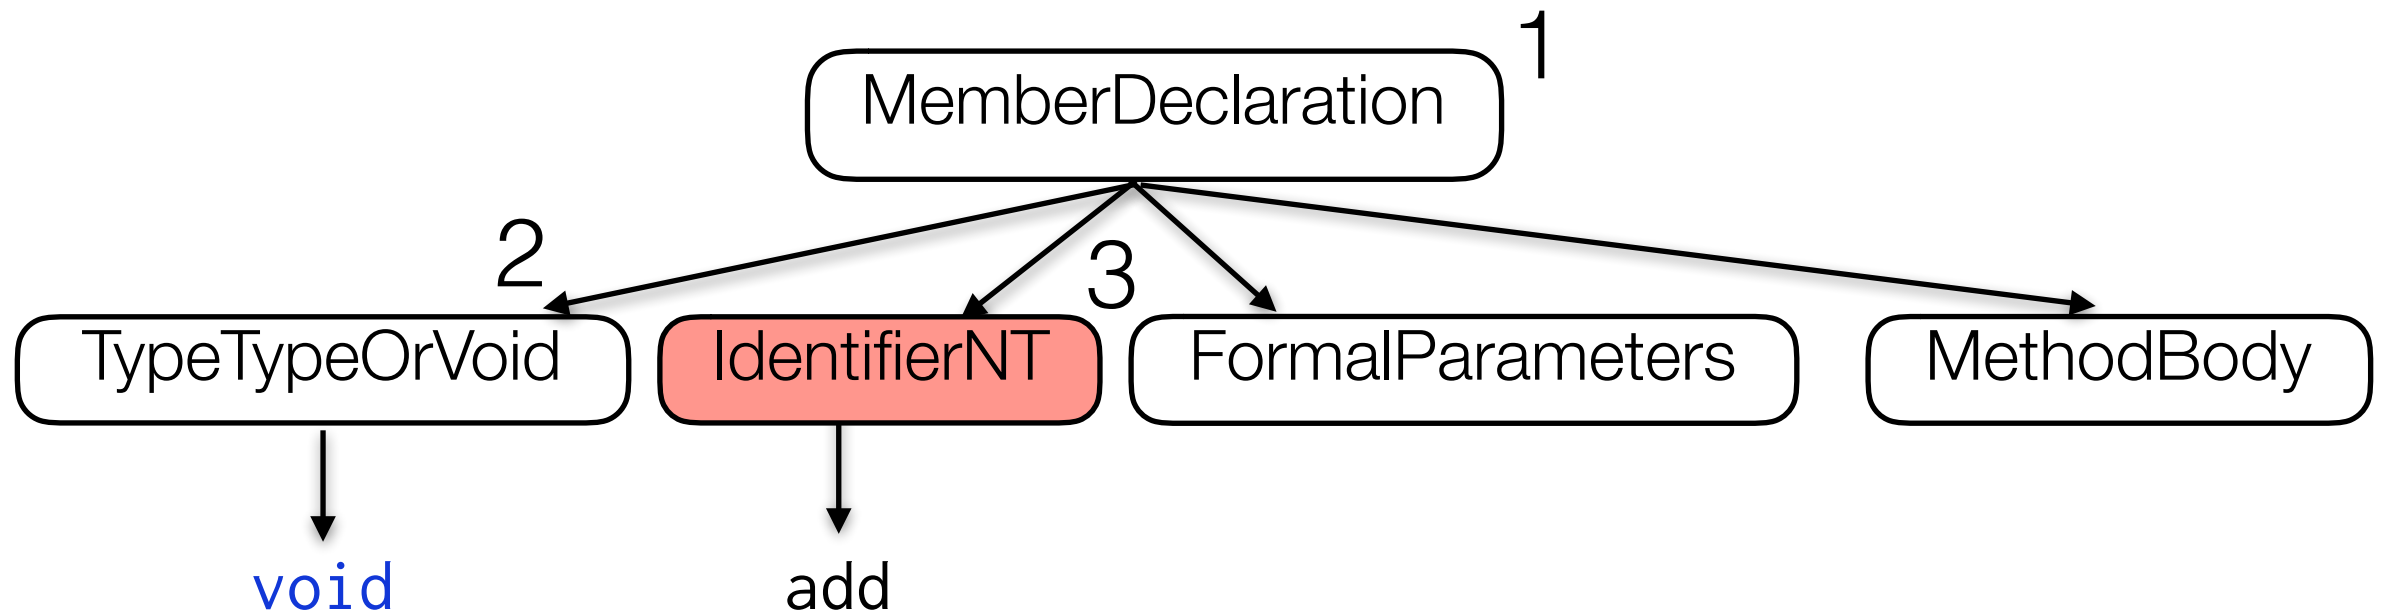 MemberDeclaration 1
2 3
TypeTypeOrVoid IdentifierNT FormalParameters MethodBody
void add